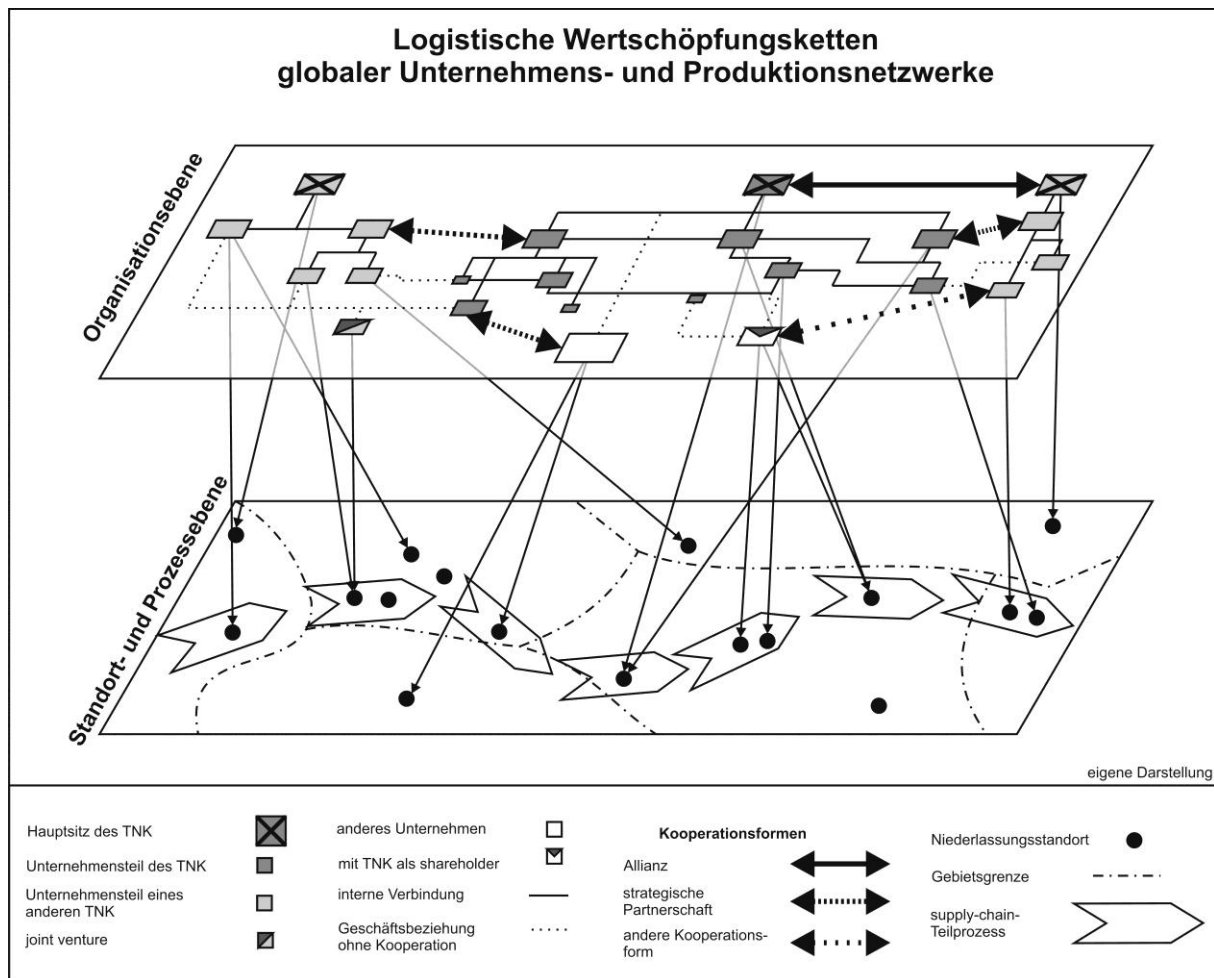 Logistische Wertschöpfungsketten
globaler Unternehmens- und Produktionsnetzwerke
Organisationsebene
Standort- und Prozessebene
eigene Darstellung
Hauptsitz des TNK
Unternehmensteil des TNK
Unternehmensteil eines
anderen TNK
joint venture
anderes Unternehmen
mit TNK als shareholder
interne Verbindung
Geschäftsbeziehung
ohne Kooperation
Kooperationsformen
Allianz
strategische
Partnerschaft
andere Kooperations-
form
Niederlassungsstandort
Gebietsgrenze
supply-chain-
Teilprozess